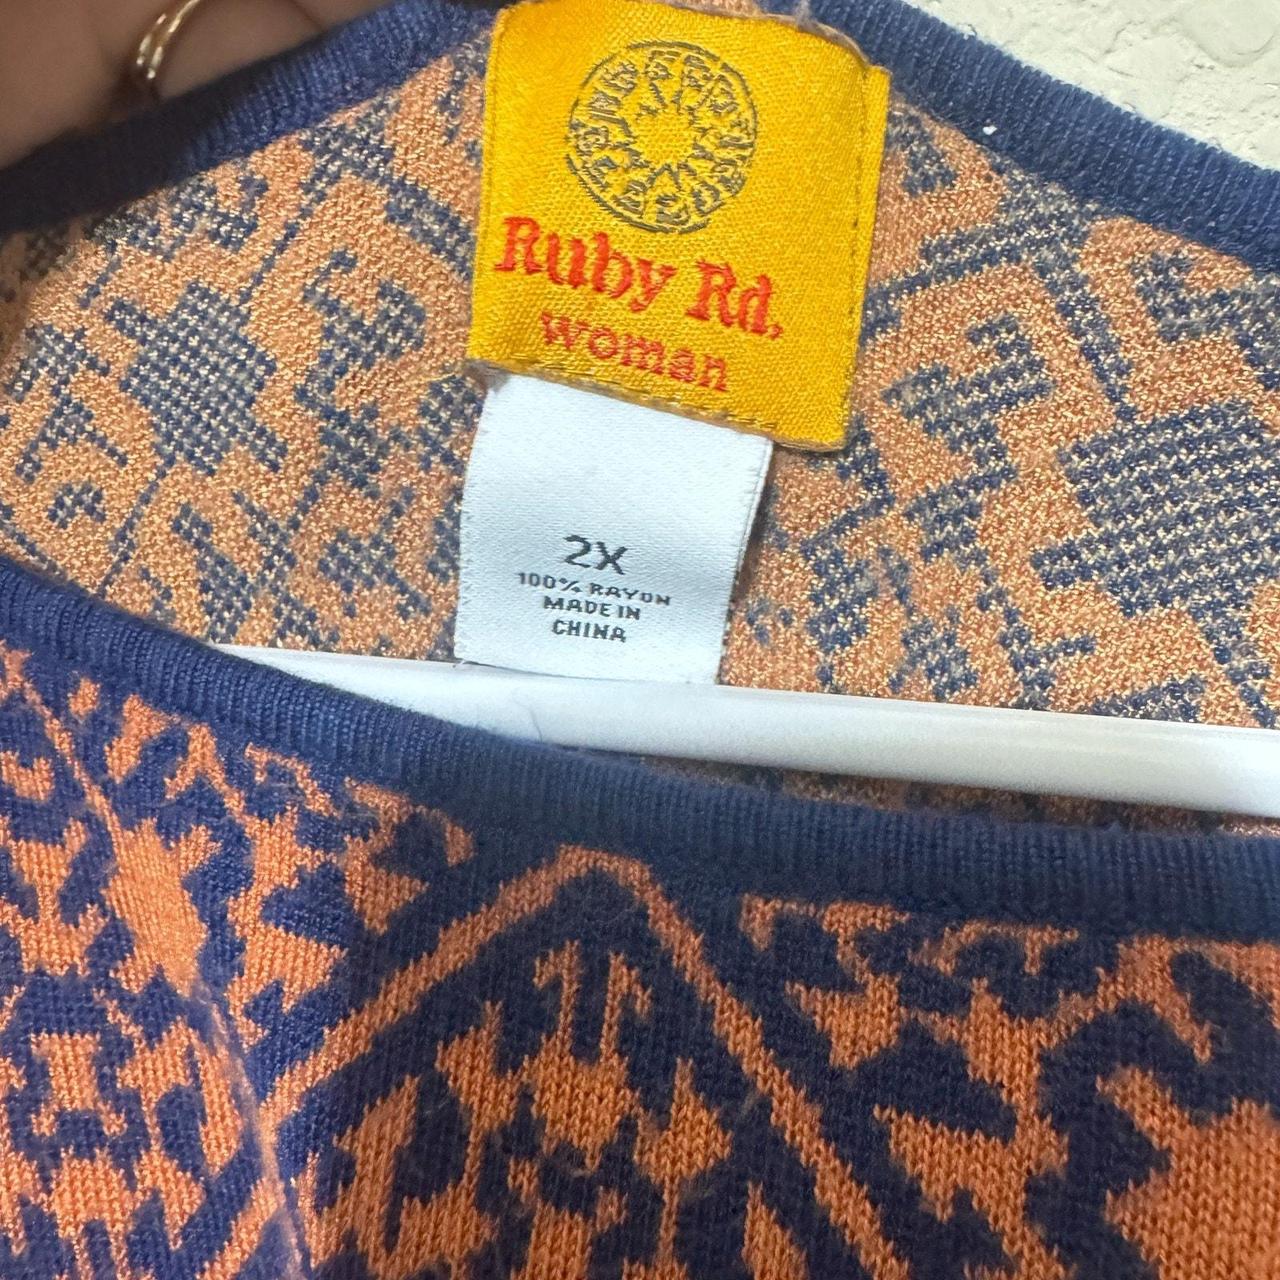 Ruby Rd.
woman
2X
100% RAYON
MADE IN
CHINA